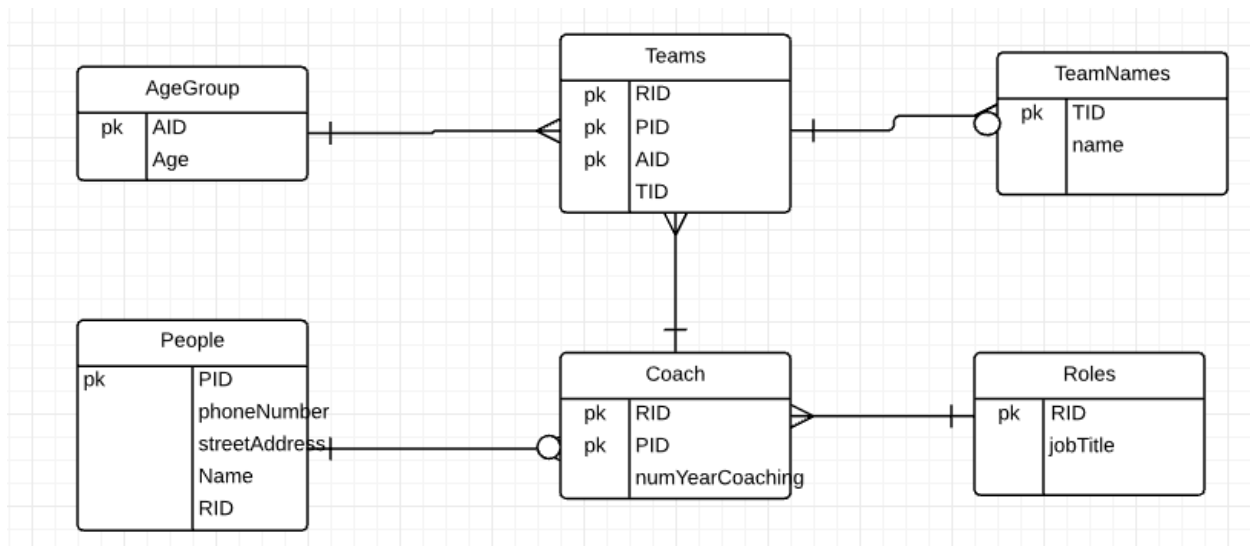 AgeGroup
pk AID
Age
Teams
pk RID
pk PID
pk AID
TID
TeamNames
pk TID
name
People
pk PID
phoneNumber
streetAddress
Name
RID
Coach
pk RID
pk PID
numYearCoaching
Roles
pk RID
jobTitle